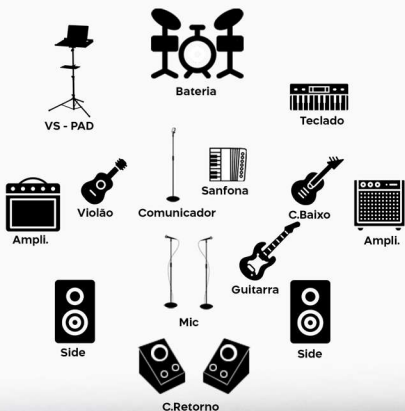 Bateria
VS - PAD
Teclado
Sanfona
Violão
Comunicador
C.Baixo
Ampli.
Ampli.
Guitarra
Mic
Side
Side
C.Retorno